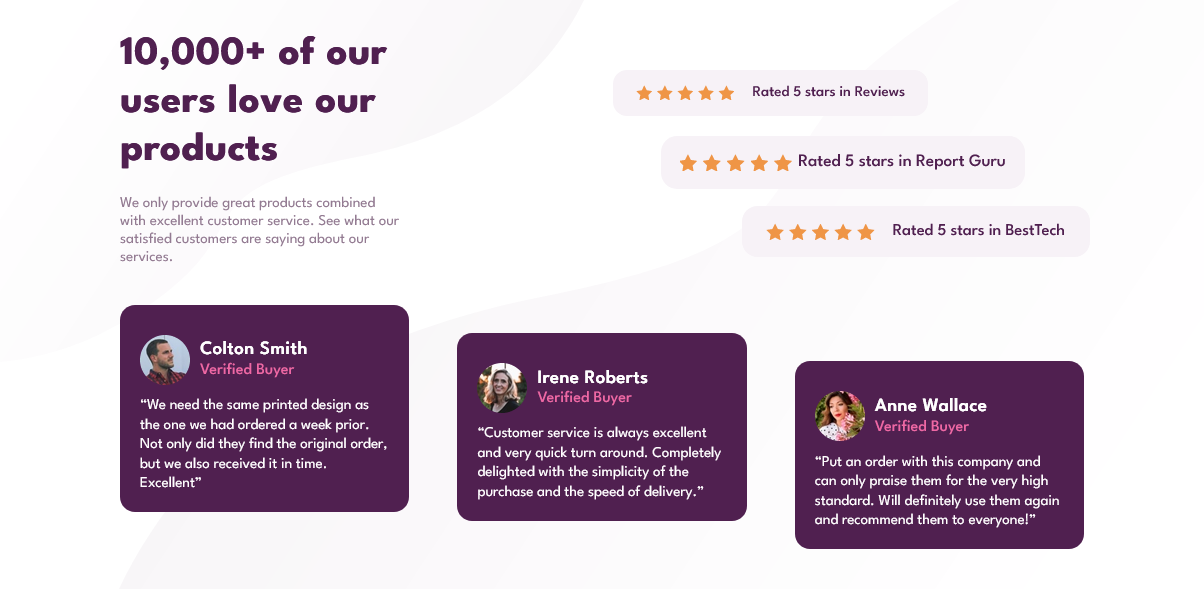 10,000+ of our
users love our
products
We only provide great products combined
with excellent customer service. See what our
satisfied customers are saying about our
services.
Rated 5 stars in Reviews
Rated 5 stars in Report Guru
Rated 5 stars in BestTech
Colton Smith
Verified Buyer
“We need the same printed design as
the one we had ordered a week prior.
Not only did they find the original order,
but we also received it in time.
Excellent”
Irene Roberts
Verified Buyer
“Customer service is always excellent
and very quick turn around. Completely
delighted with the simplicity of the
purchase and the speed of delivery.”
Anne Wallace
Verified Buyer
“Put an order with this company and
can only praise them for the very high
standard. Will definitely use them again
and recommend them to everyone!”